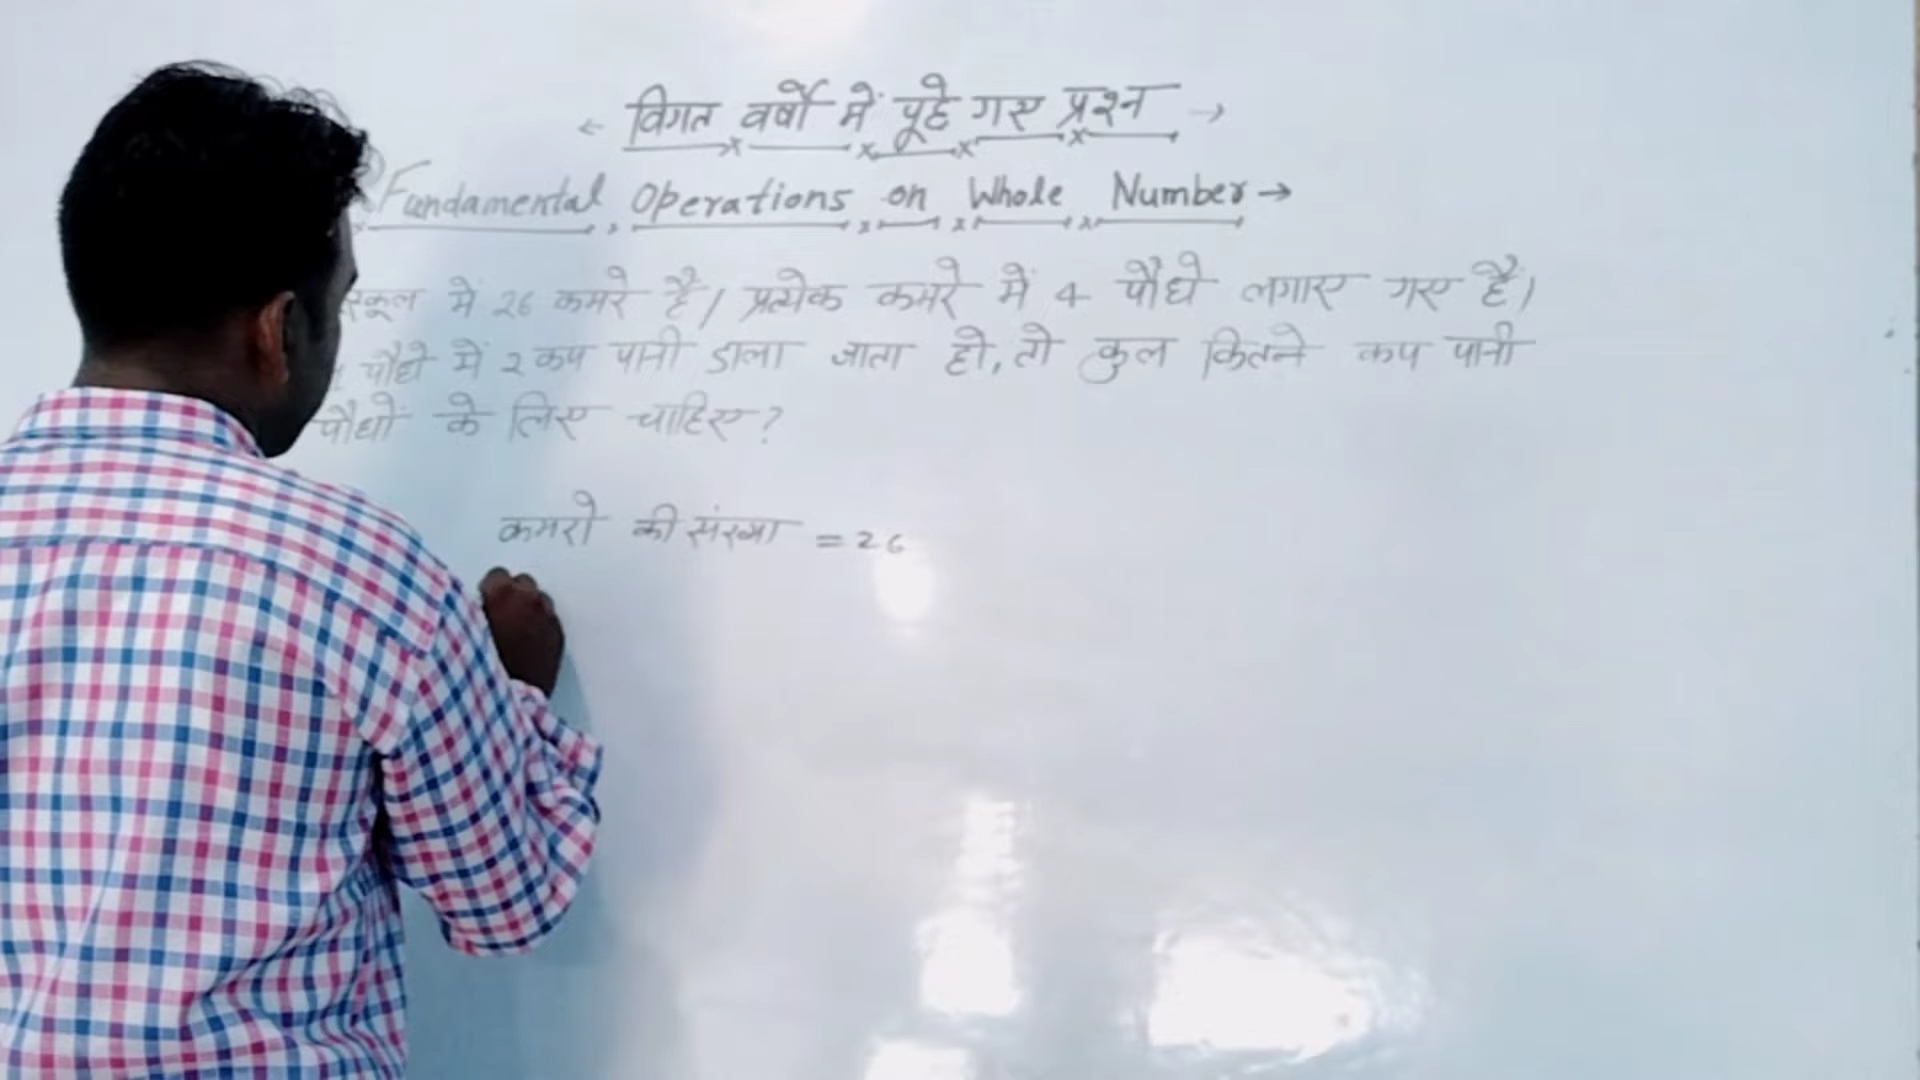 ← विगत वर्षो में पूछे गए प्रश्न →
Fundamental Operations on Whole Number →
स्कूल में 26 कमरे है। प्रत्येक कमरे में 4 पौधे लगाए गए हैं।
पौधो में 2 कप पानी डाला जाता हो, तो कुल कितने कप पानी
पौधों के लिए चाहिए?
कमरो की संख्या = 26